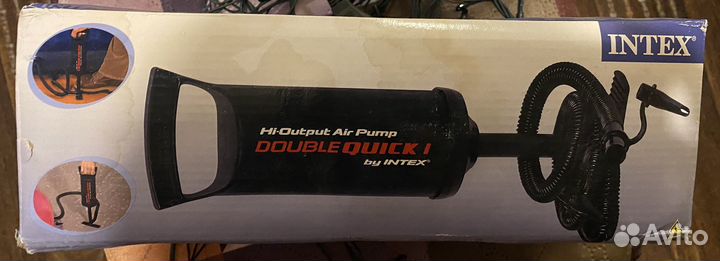 INTEX®
Hi-Output Air Pump
DOUBLE QUICK I
by INTEX®
Avito